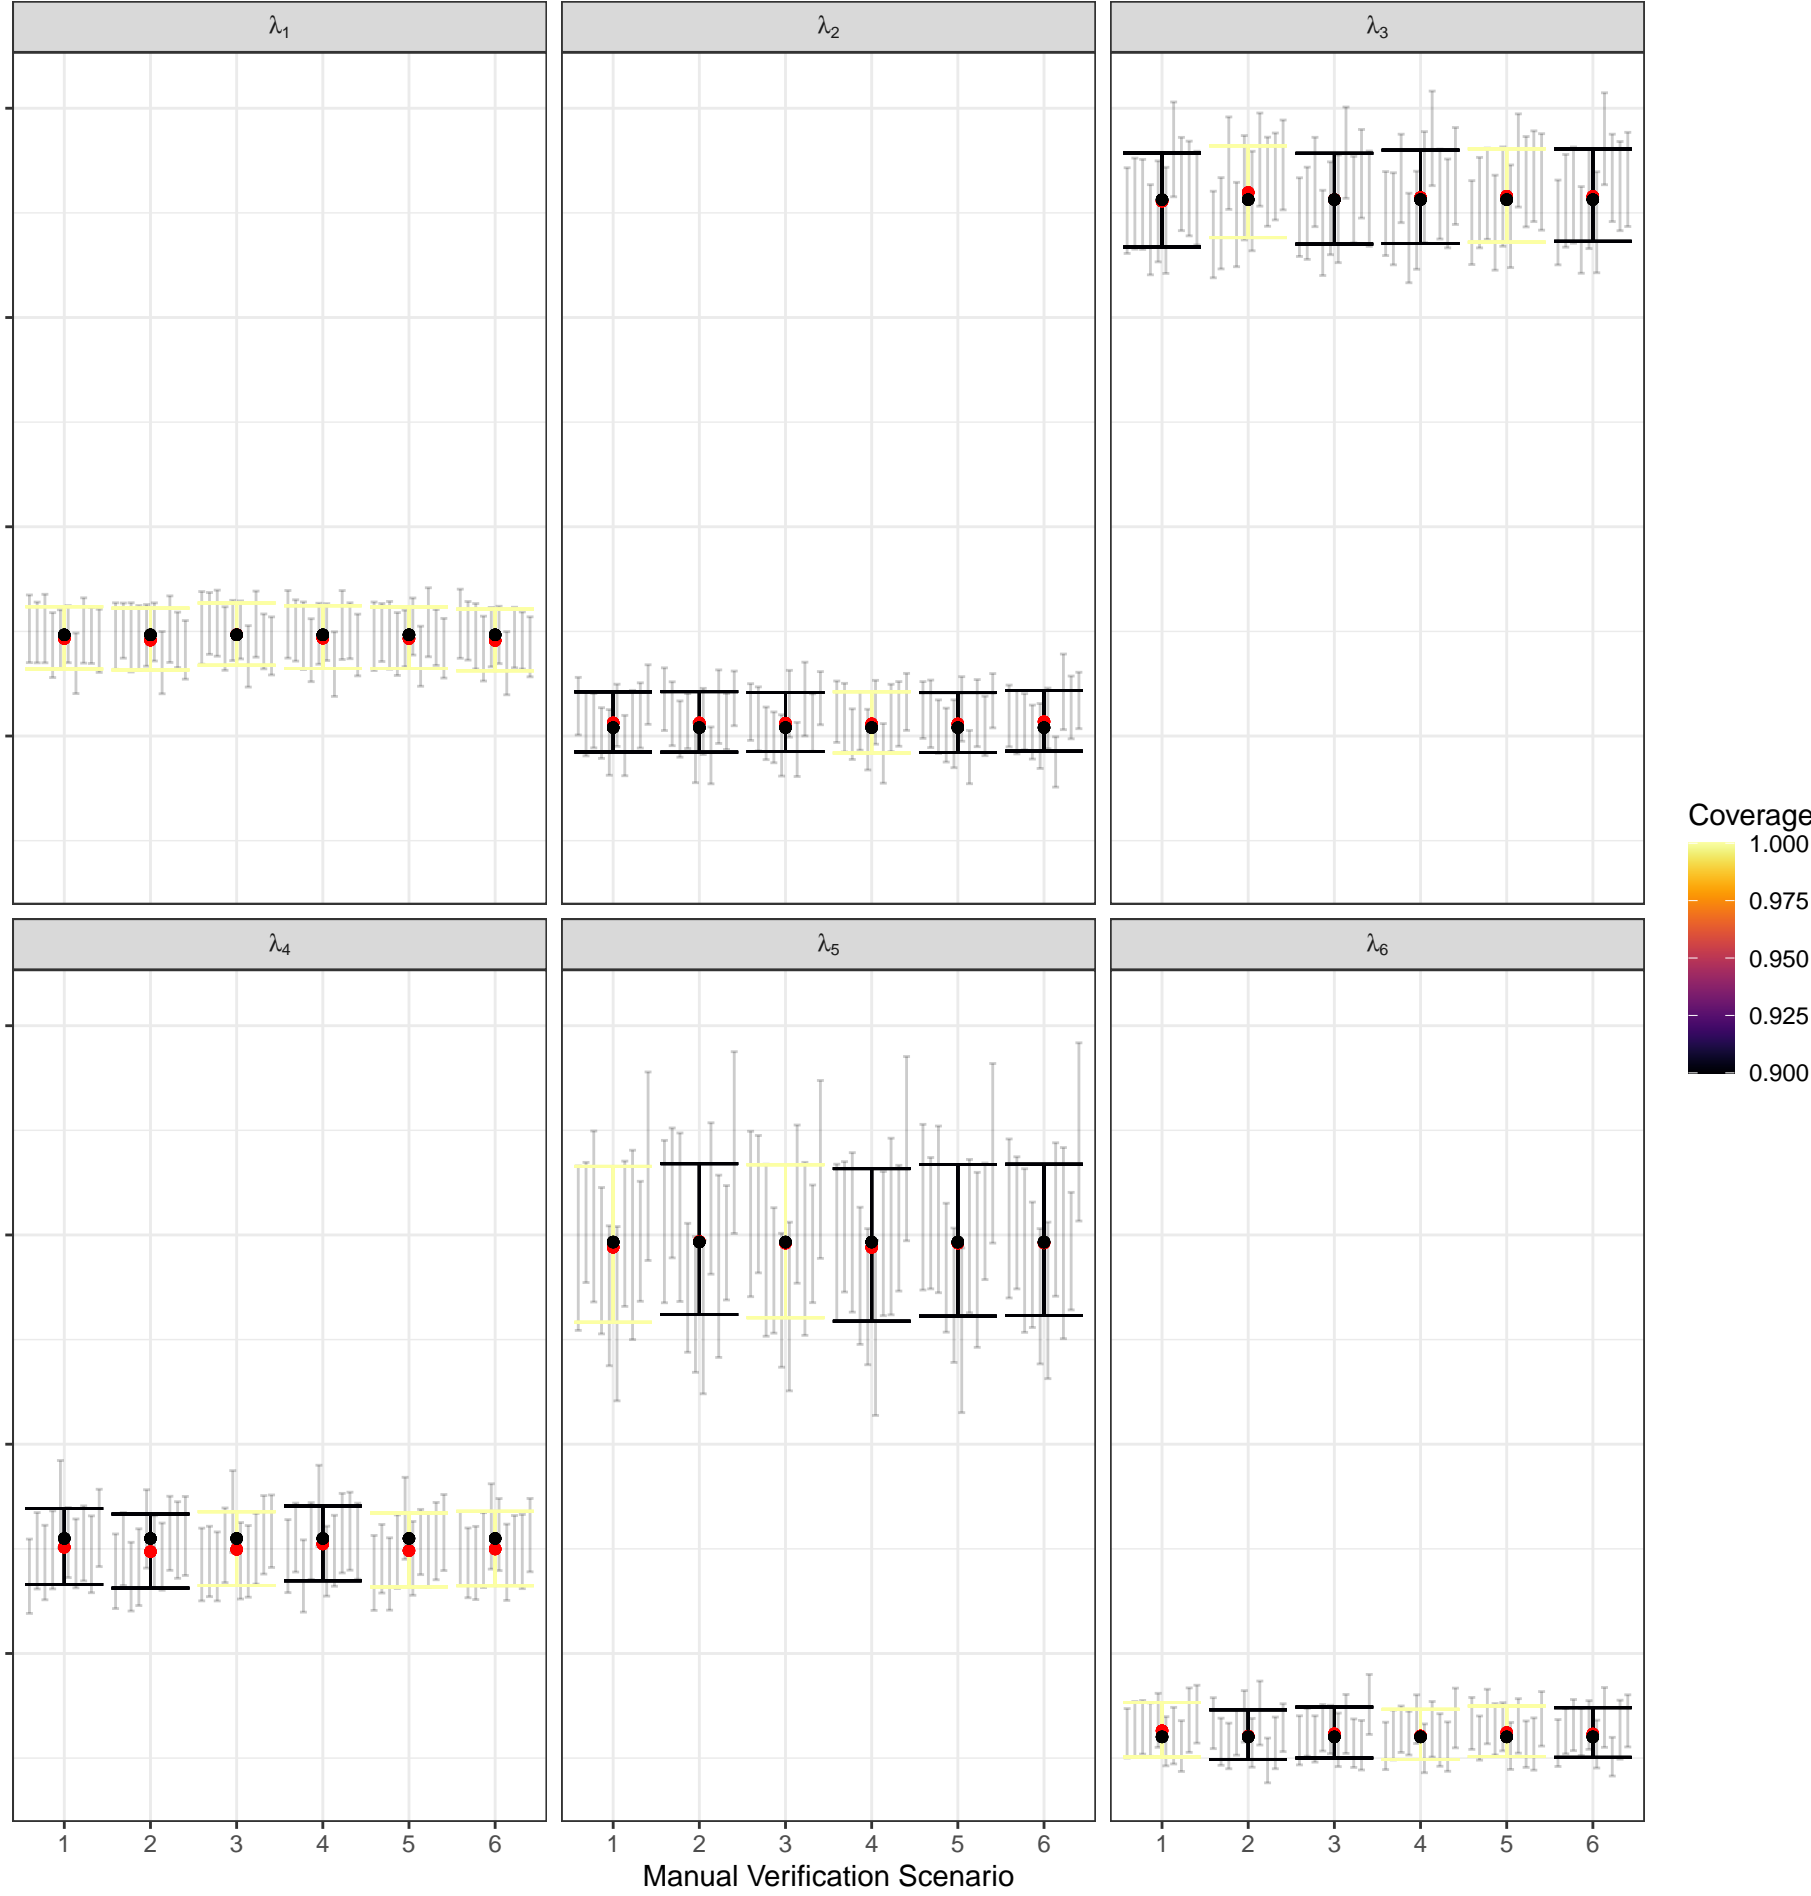 λ₁ λ₂ λ₃
Coverage
1.000
0.975
0.950
0.925
0.900
λ₄ λ₅ λ₆
1 2 3 4 5 6 1 2 3 4 5 6 1 2 3 4 5 6
Manual Verification Scenario